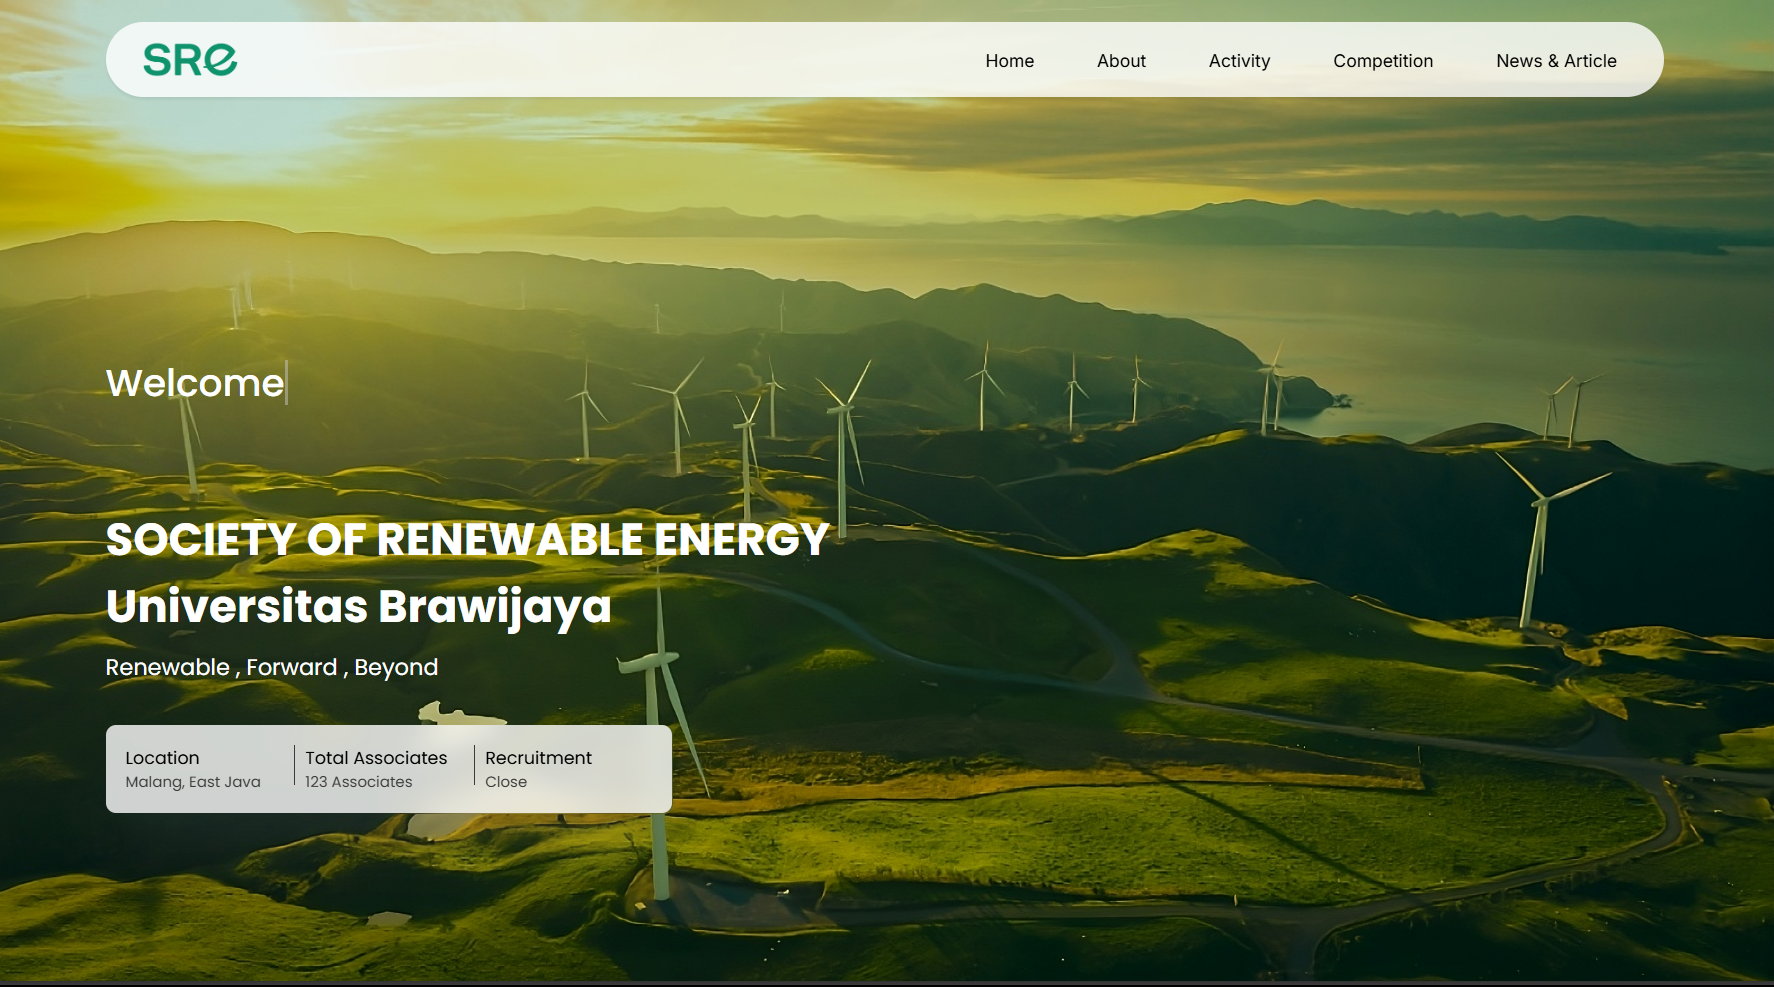 SRe
Home About Activity Competition News & Article
Welcome
SOCIETY OF RENEWABLE ENERGY
Universitas Brawijaya
Renewable , Forward , Beyond
Location Total Associates Recruitment
Malang, East Java 123 Associates Close